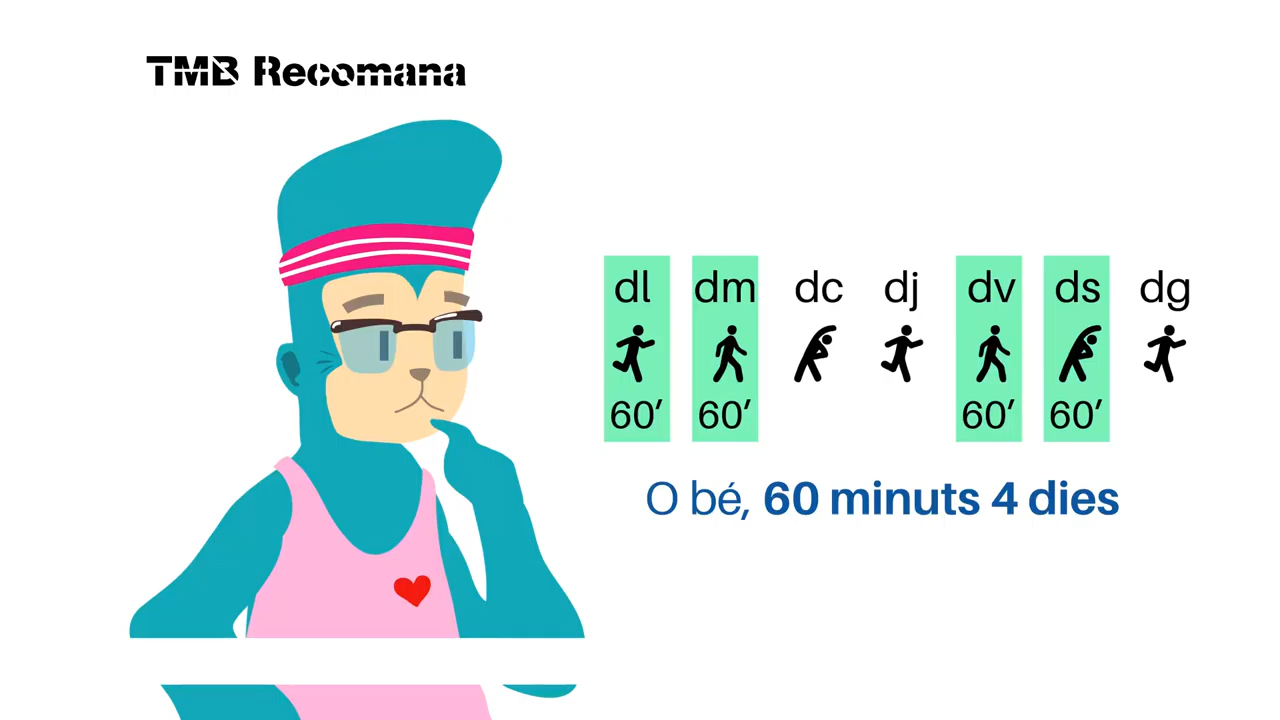 TMB Recomana
dl dm dc dj dv ds dg
60’ 60’ 60’ 60’
O bé, 60 minuts 4 dies